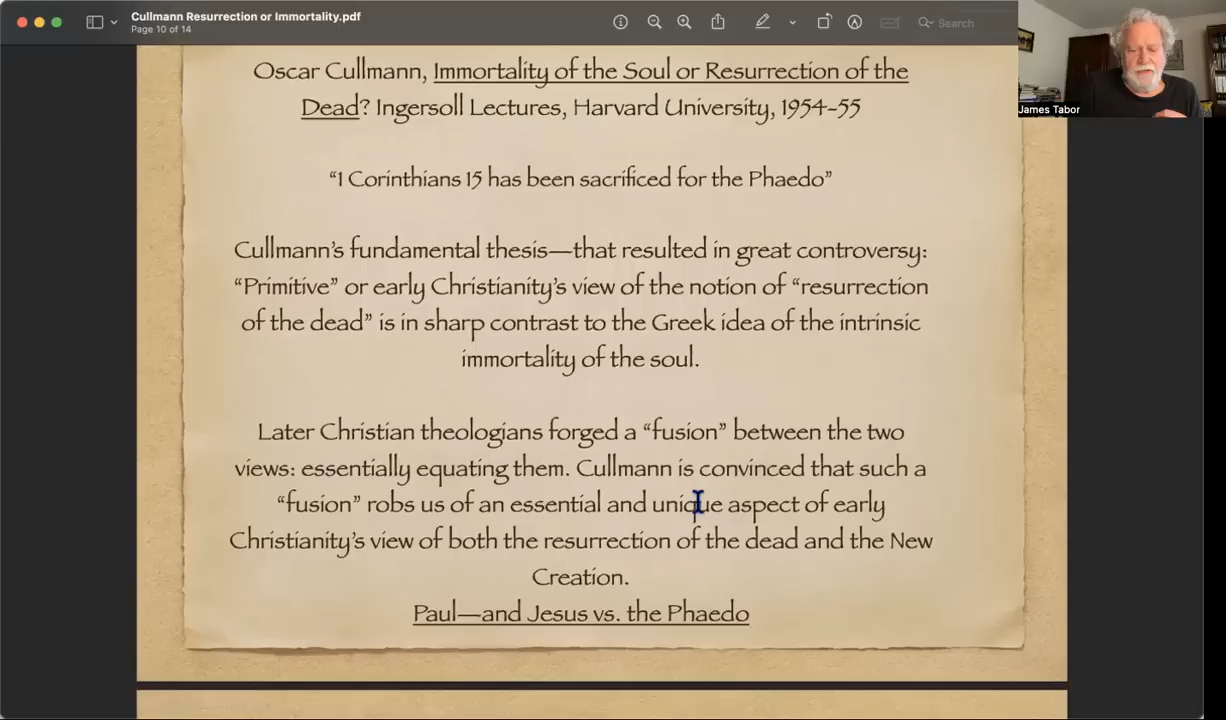 Cullmann Resurrection or Immortality.pdf
Page 10 of 14
Search
James Tabor
Oscar Cullmann, Immortality of the Soul or Resurrection of the
Dead? Ingersoll Lectures, Harvard University, 1954-55
“1 Corinthians 15 has been sacrificed for the Phaedo”
Cullmann’s fundamental thesis—that resulted in great controversy:
“Primitive” or early Christianity’s view of the notion of “resurrection
of the dead” is in sharp contrast to the Greek idea of the intrinsic
immortality of the soul.
Later Christian theologians forged a “fusion” between the two
views: essentially equating them. Cullmann is convinced that such a
“fusion” robs us of an essential and unique aspect of early
Christianity’s view of both the resurrection of the dead and the New
Creation.
Paul—and Jesus vs. the Phaedo